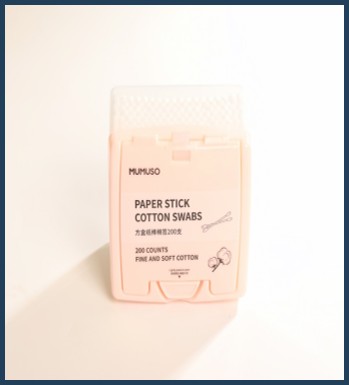 MUMUSO
PAPER STICK
COTTON SWABS
方盒纸棒棉签200支
200 COUNTS
FINE AND SOFT COTTON